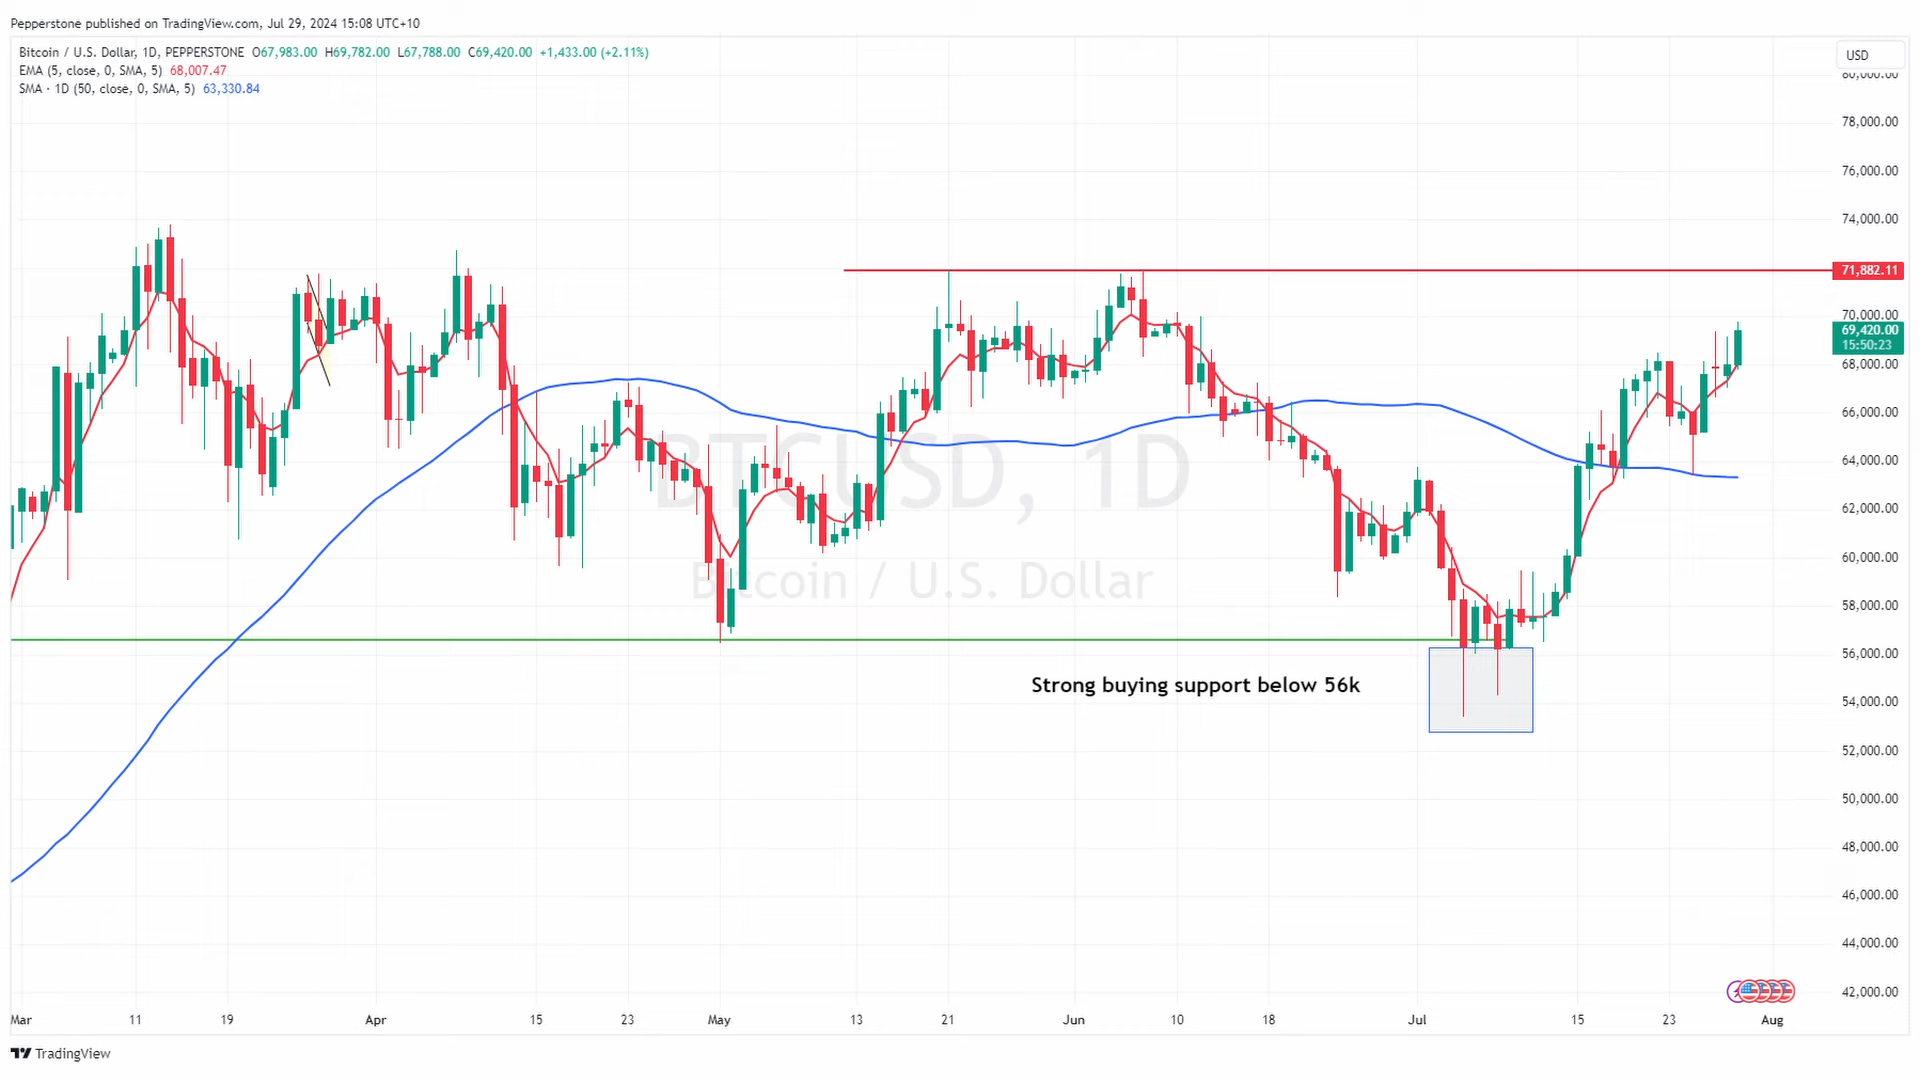 Pepperstone published on TradingView.com, Jul 29, 2024 15:08 UTC+10
Bitcoin / U.S. Dollar, 1D, PEPPERSTONE O67,983.00 H69,782.00 L67,788.00 C69,420.00 +1,433.00 (+2.11%)
EMA (5, close, 0, SMA, 5) 68,007.47
SMA · 1D (50, close, 0, SMA, 5) 63,330.84
USD
80,000.00
78,000.00
76,000.00
74,000.00
71,882.11
70,000.00
69,420.00
15:50:23
68,000.00
66,000.00
64,000.00
62,000.00
60,000.00
58,000.00
56,000.00
54,000.00
52,000.00
50,000.00
48,000.00
46,000.00
44,000.00
42,000.00
BTCUSD, 1D
Bitcoin / U.S. Dollar
Strong buying support below 56k
Mar 11 19 Apr 15 23 May 13 21 Jun 10 18 Jul 15 23 Aug
TradingView